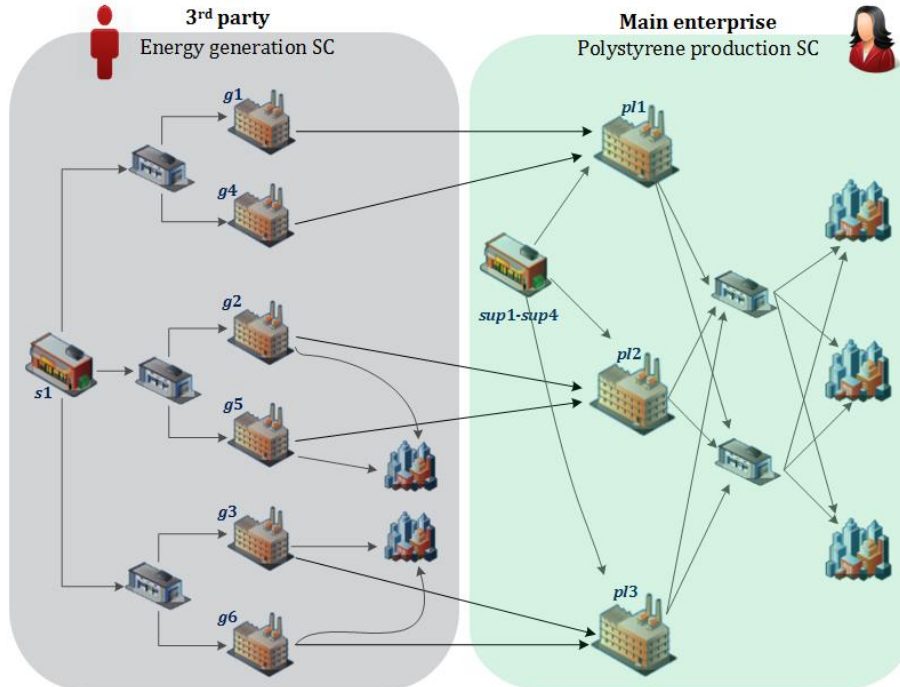 3rd party
Energy generation SC
Main enterprise
Polystyrene production SC
g1
pl1
g4
sup1-sup4
g2
pl2
s1
g5
g3
pl3
g6